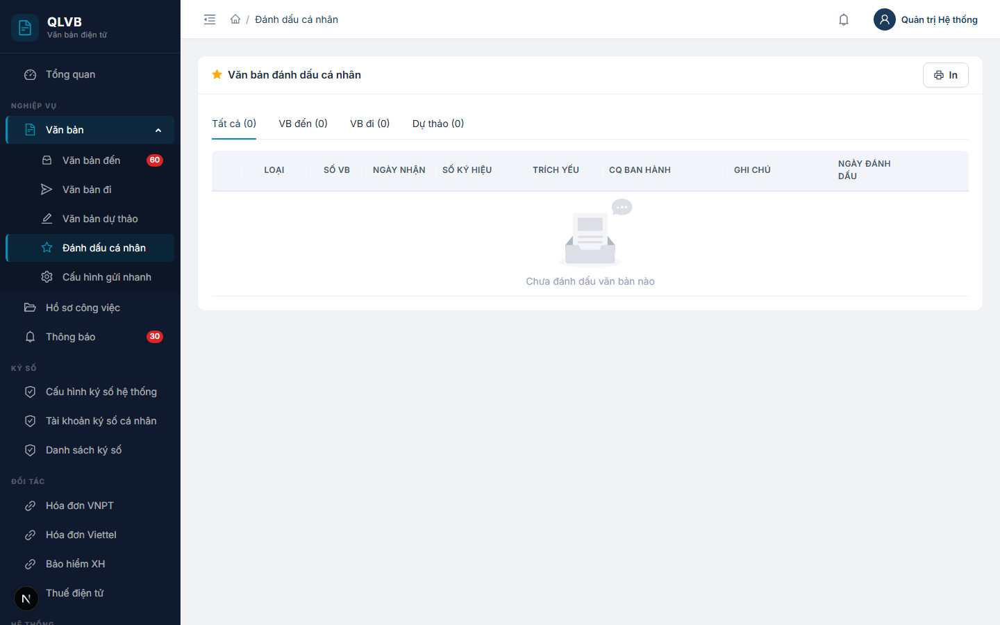 QLVB
Văn bản điện tử
Tổng quan
NGHIỆP VỤ
Văn bản
Văn bản đến 60
Văn bản đi
Văn bản dự thảo
Đánh dấu cá nhân
Cấu hình gửi nhanh
Hồ sơ công việc
Thông báo 30
KÝ SỐ
Cấu hình ký số hệ thống
Tài khoản ký số cá nhân
Danh sách ký số
ĐỐI TÁC
Hóa đơn VNPT
Hóa đơn Viettel
Bảo hiểm XH
Thuế điện tử
N
HỆ THỐNG
/ Đánh dấu cá nhân
Quản trị Hệ thống
Văn bản đánh dấu cá nhân
In
Tất cả (0) VB đến (0) VB đi (0) Dự thảo (0)
LOẠI SỐ VB NGÀY NHẬN SỐ KÝ HIỆU TRÍCH YẾU CQ BAN HÀNH GHI CHÚ NGÀY ĐÁNH DẤU
Chưa đánh dấu văn bản nào